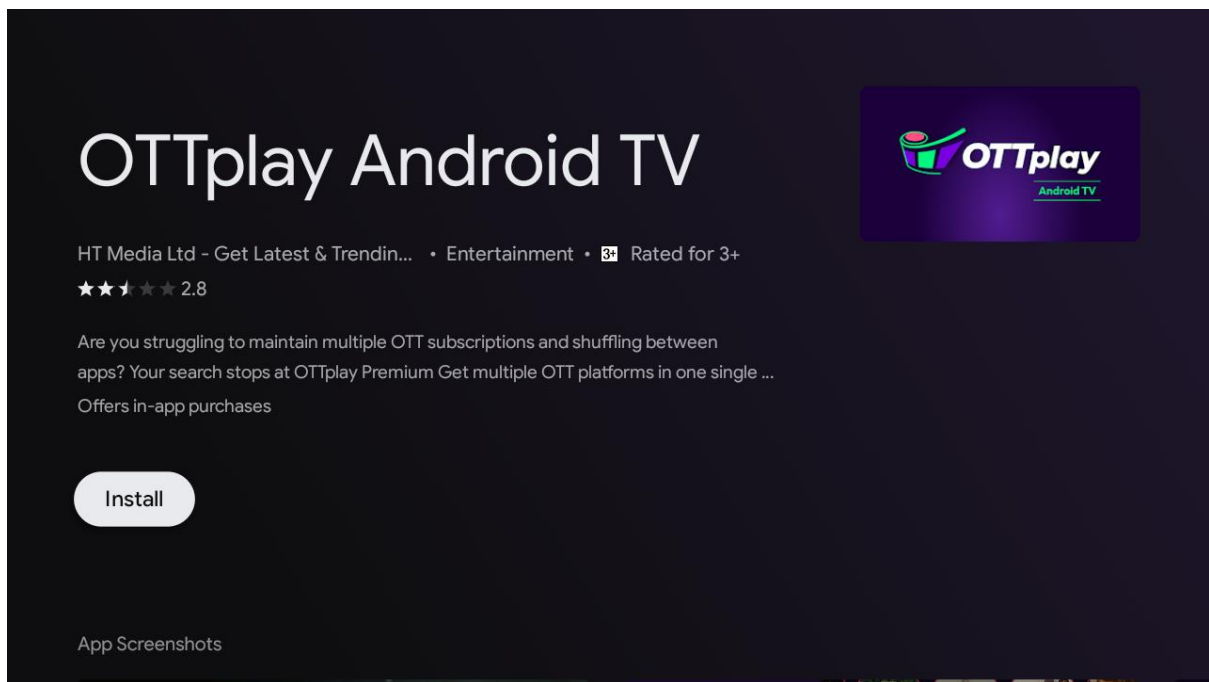 OTTplay Android TV
OTTplay
Android TV
HT Media Ltd - Get Latest & Trendin... • Entertainment • 3+ Rated for 3+
2.8
Are you struggling to maintain multiple OTT subscriptions and shuffling between
apps? Your search stops at OTTplay Premium Get multiple OTT platforms in one single ...
Offers in-app purchases
Install
App Screenshots